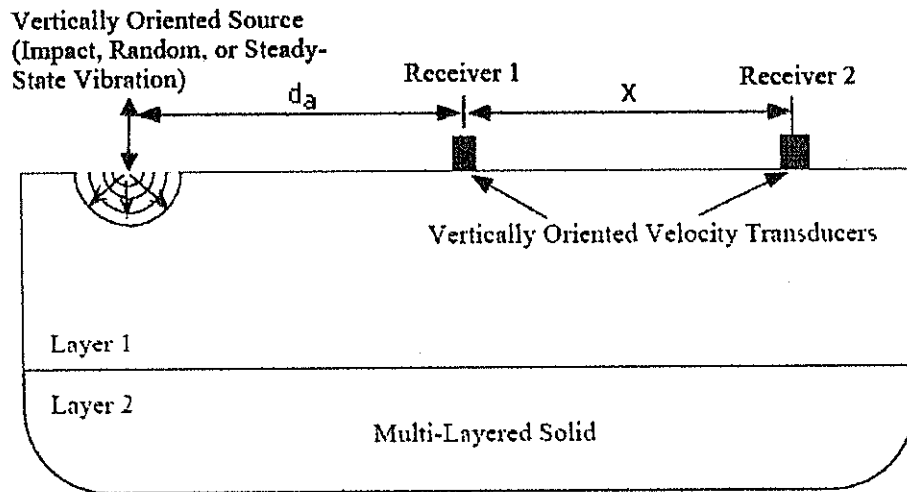 Vertically Oriented Source
(Impact, Random, or Steady-
State Vibration)
Receiver 1
Receiver 2
da
X
Vertically Oriented Velocity Transducers
Layer 1
Layer 2
Multi-Layered Solid